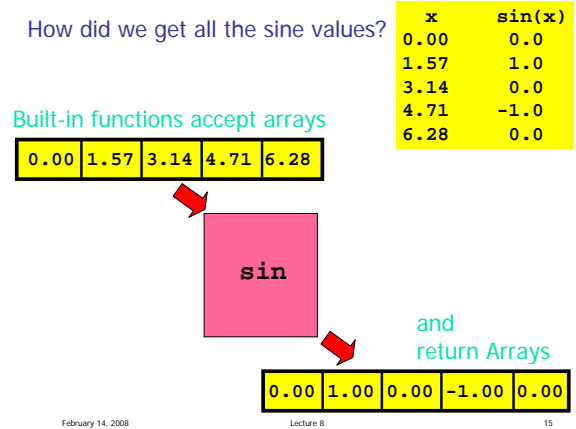 How did we get all the sine values?
x sin(x)
0.00 0.0
1.57 1.0
3.14 0.0
4.71 -1.0
6.28 0.0
Built-in functions accept arrays
0.00 1.57 3.14 4.71 6.28
sin
and
return Arrays
0.00 1.00 0.00 -1.00 0.00
February 14, 2008 Lecture 8 15